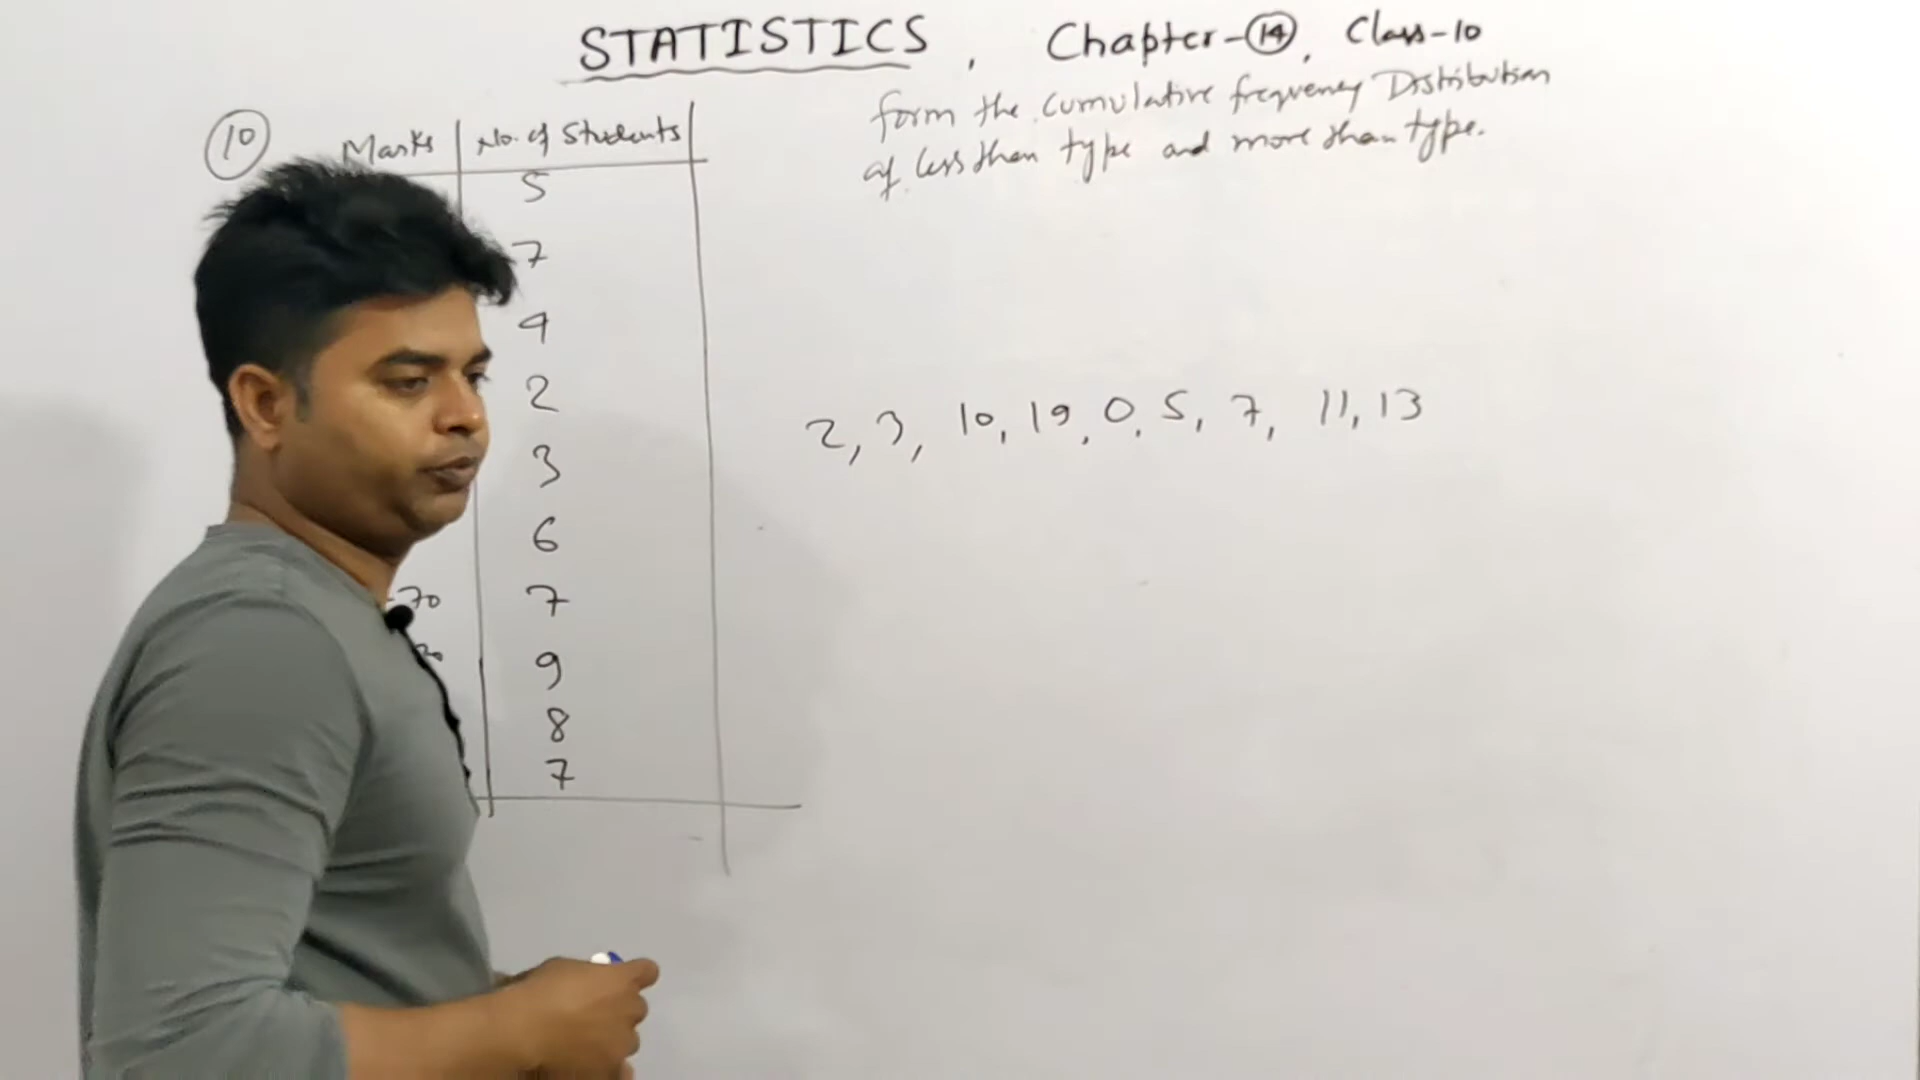 STATISTICS, Chapter-14, Class-10
form the cumulative frequency Distribution
of less than type and more than type.
10
Marks No. of Students
5
7
9
2
3
6
-70 7
9
8
7
2, 3, 10, 19, 0, 5, 7, 11, 13